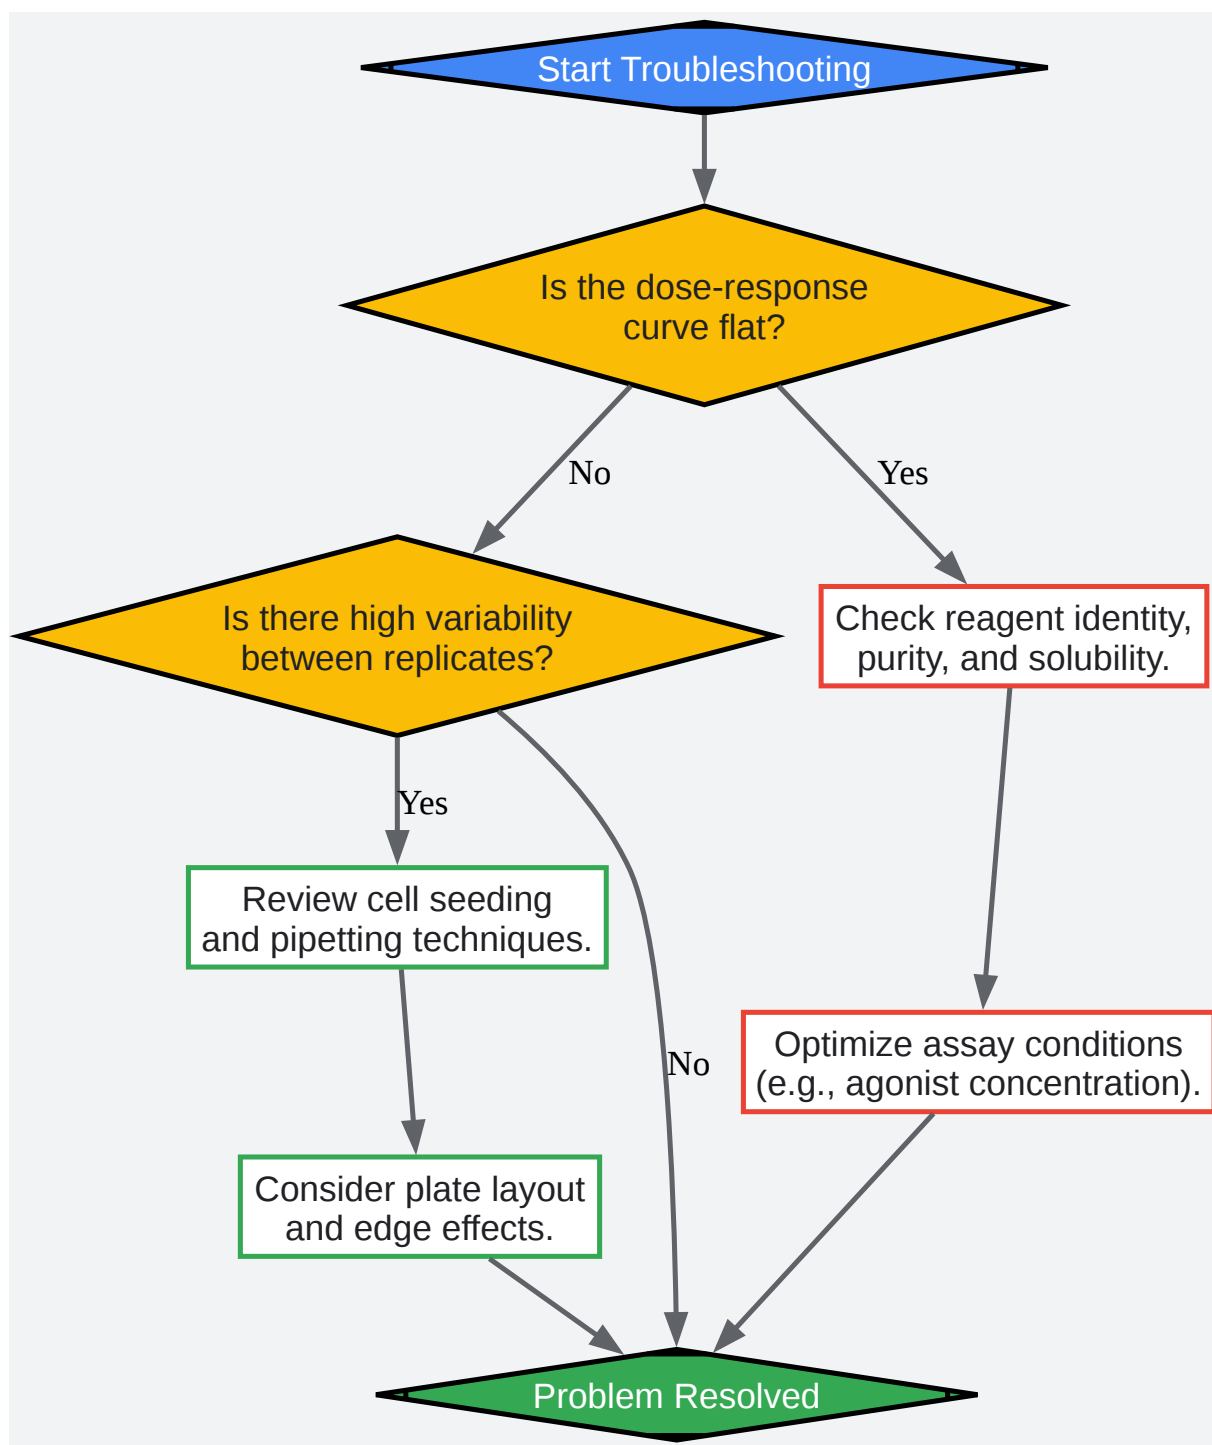 Start Troubleshooting
Is the dose-response
curve flat?
No
Yes
Is there high variability
between replicates?
Check reagent identity,
purity, and solubility.
Yes
Review cell seeding
and pipetting techniques.
No
Optimize assay conditions
(e.g., agonist concentration).
Consider plate layout
and edge effects.
Problem Resolved